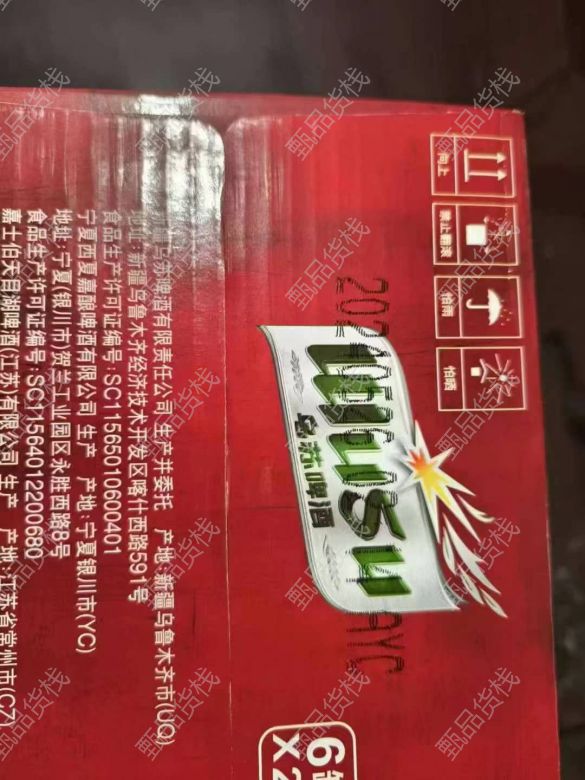 向上
禁止翻滚
怕雨
怕晒
WUSU
乌苏啤酒
新疆乌苏啤酒有限责任公司 生产并委托 产地:新疆乌鲁木齐市(UQ)
地址:新疆乌鲁木齐经济技术开发区喀什西路591号
食品生产许可证编号:SC11565010600401
宁夏西夏嘉酿啤酒有限公司 生产 产地:宁夏银川市(YC)
地址:宁夏(银川市)贺兰工业园区永胜西路8号
食品生产许可证编号:SC11564012200680
嘉士伯天目湖啤酒(江苏)有限公司 生产 产地:江苏省常州市(CZ)
甄品货栈